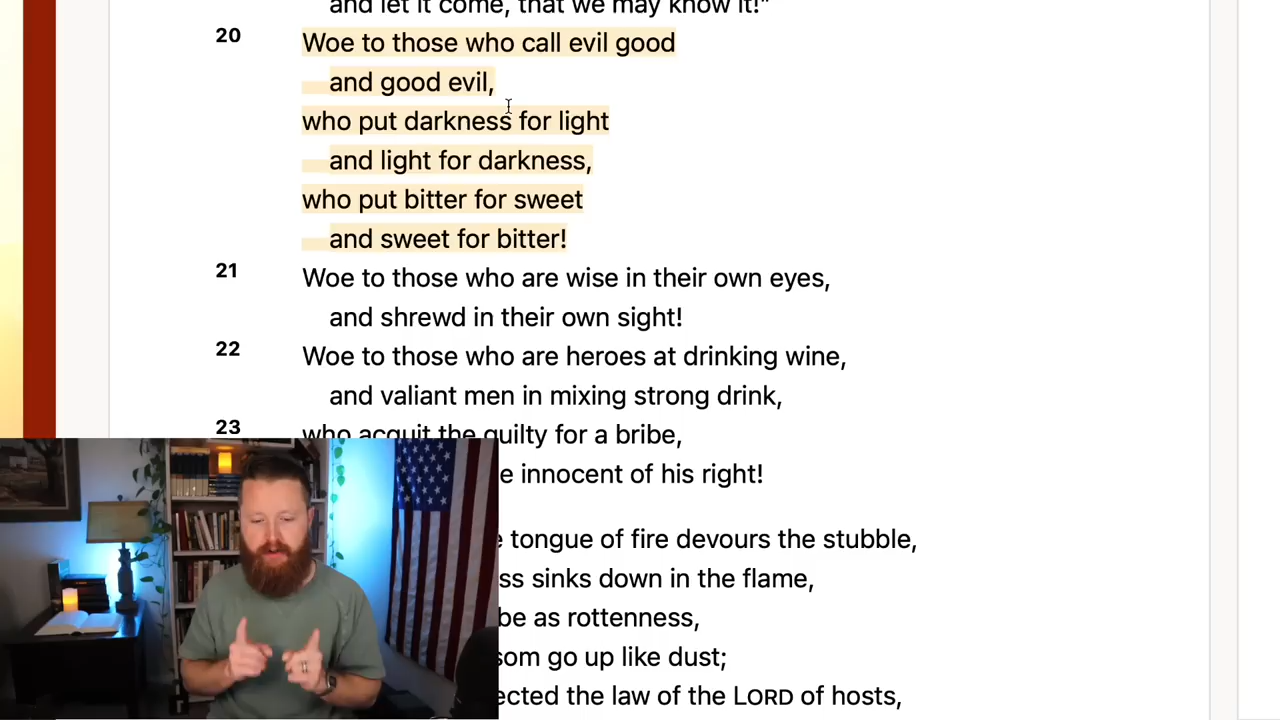 and let it come, that we may know it!"
20 Woe to those who call evil good
and good evil,
who put darkness for light
and light for darkness,
who put bitter for sweet
and sweet for bitter!
21 Woe to those who are wise in their own eyes,
and shrewd in their own sight!
22 Woe to those who are heroes at drinking wine,
and valiant men in mixing strong drink,
23 who acquit the guilty for a bribe,
innocent of his right!
tongue of fire devours the stubble,
sinks down in the flame,
be as rottenness,
go up like dust;
the law of the LORD of hosts,